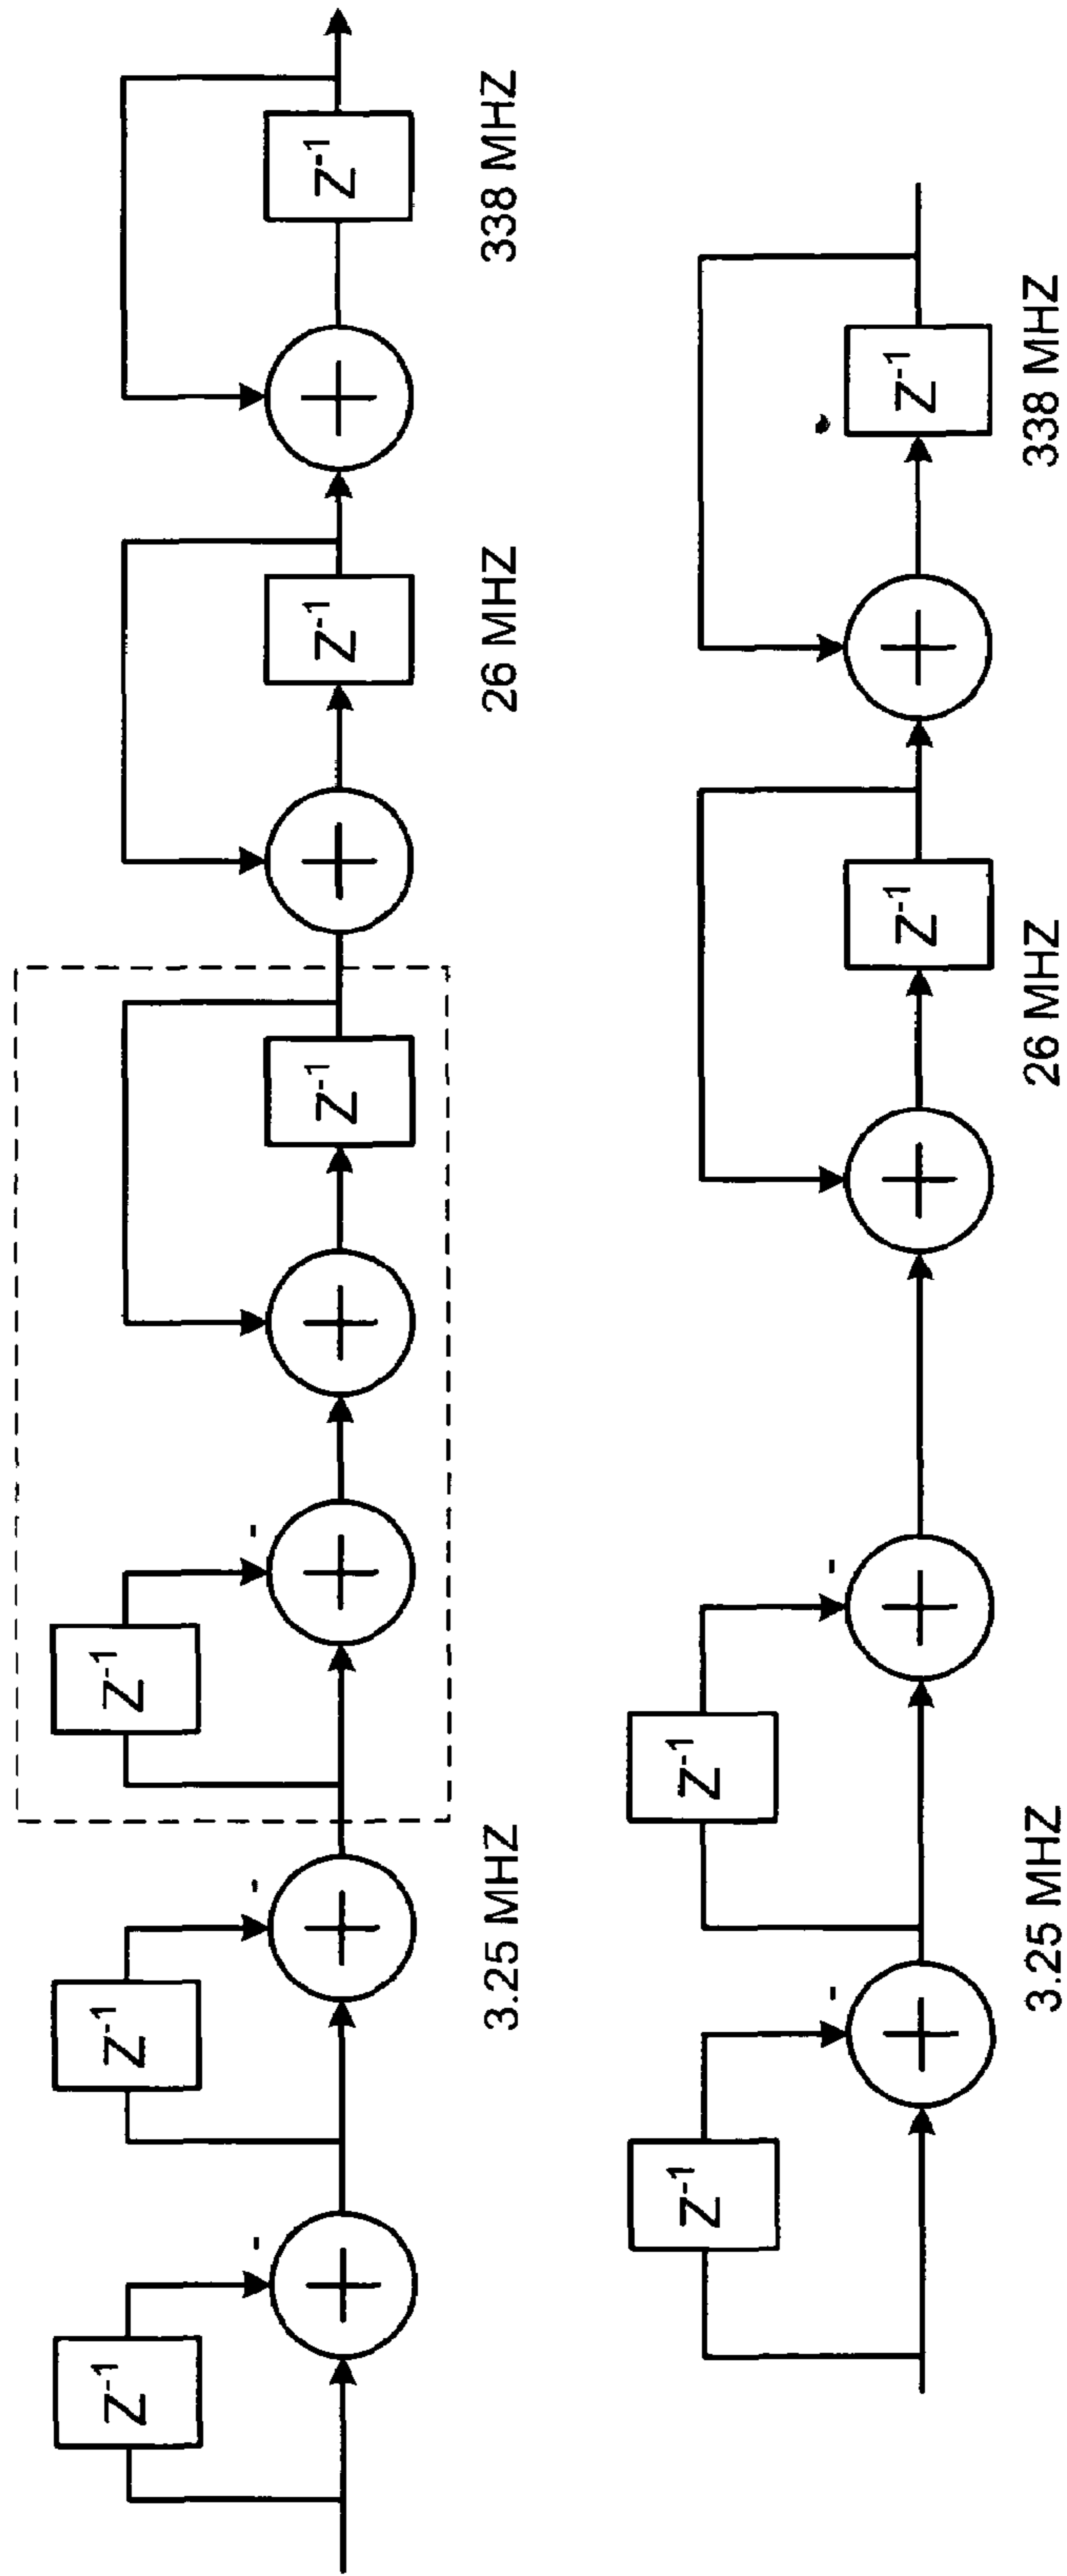 Z⁻¹
Z⁻¹
Z⁻¹
-
-
-
+
+
+
+
Z⁻¹
+
Z⁻¹
+
Z⁻¹
3.25 MHZ
26 MHZ
338 MHZ
Z⁻¹
Z⁻¹
-
-
+
+
+
Z⁻¹
+
Z⁻¹
3.25 MHZ
26 MHZ
338 MHZ